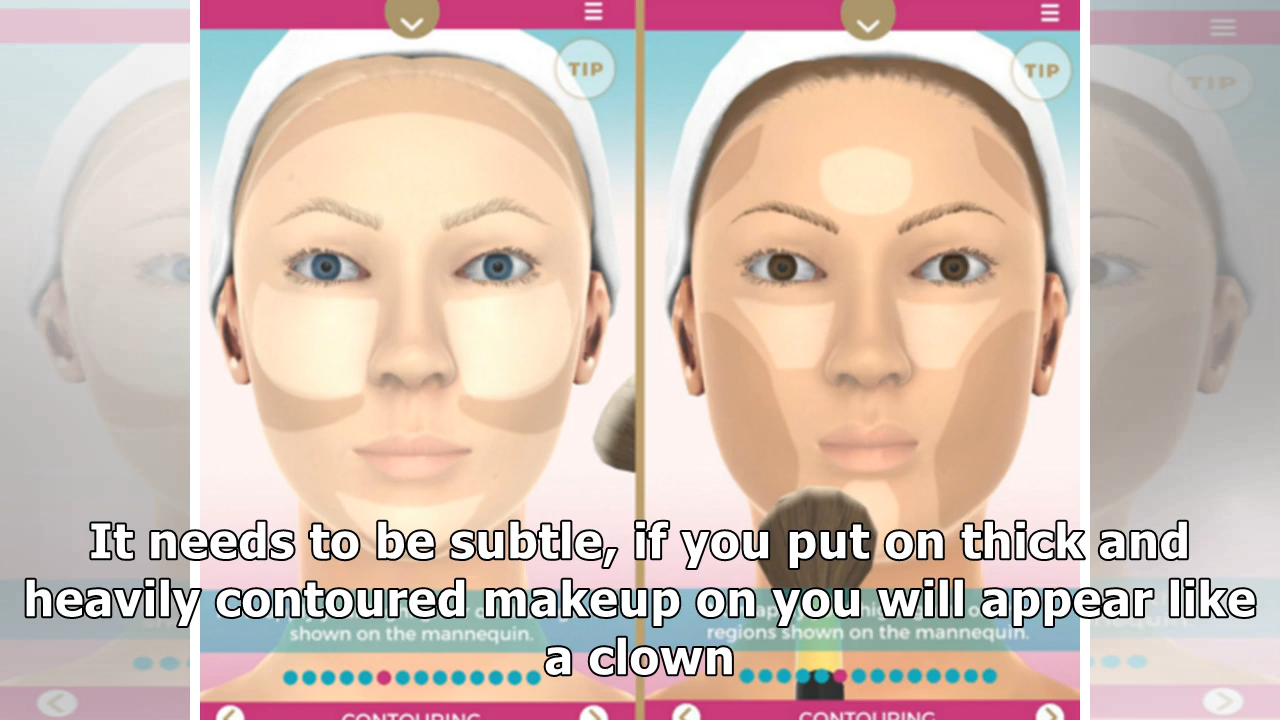 TIP
TIP
TIP
It needs to be subtle, if you put on thick and
heavily contoured makeup on you will appear like
a clown
shown on the mannequin.
regions shown on the mannequin.
CONTOURING
CONTOURING